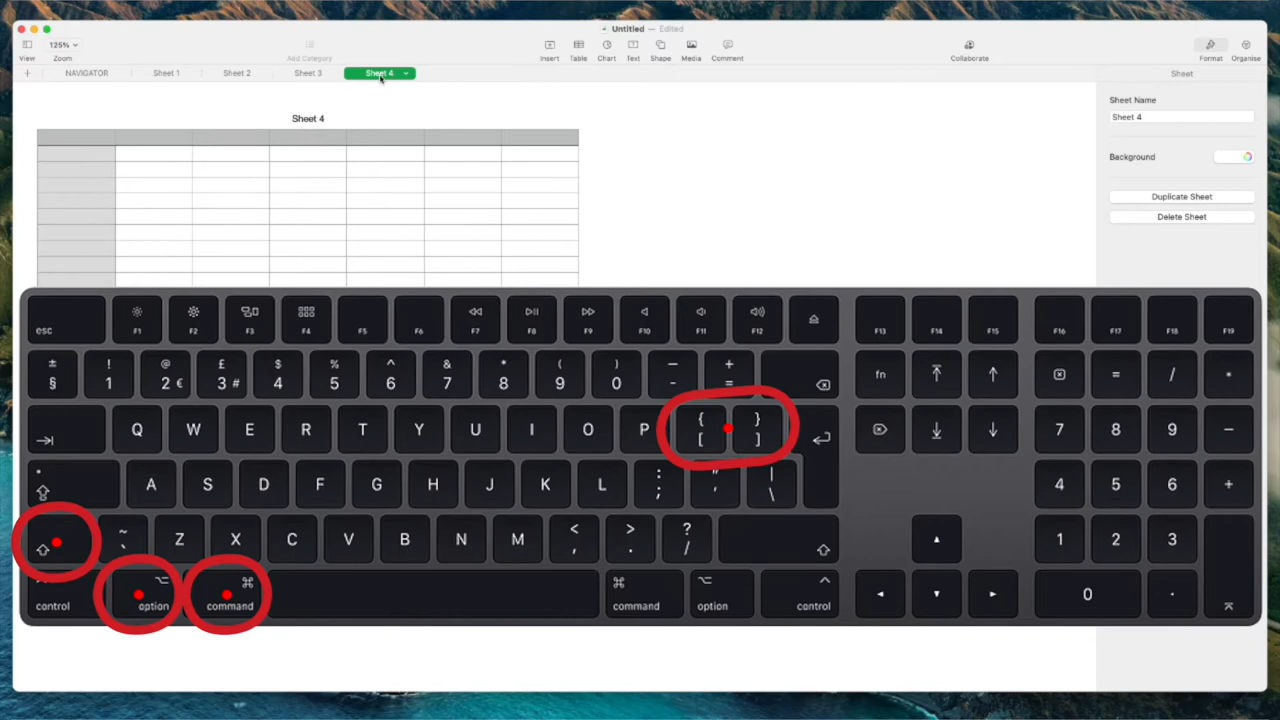 Untitled — Edited
125%
View Zoom Add Category Insert Table Chart Text Shape Media Comment Collaborate Format Organise
+ NAVIGATOR Sheet 1 Sheet 2 Sheet 3 Sheet 4 Sheet
Sheet Name
Sheet 4
Sheet 4
Background
Duplicate Sheet
Delete Sheet
esc F1 F2 F3 F4 F5 F6 F7 F8 F9 F10 F11 F12 F13 F14 F15 F16 F17 F18 F19
± ! @ £ $ % ^ & * ( ) — +
§ 1 2 € 3 # 4 5 6 7 8 9 0 - = fn = / *
Q W E R T Y U I O P { [ } ] 7 8 9 −
A S D F G H J K L : ; " ' | \ 4 5 6 +
~ ` Z X C V B N M < , > . ? / 1 2 3
^ ⌥ ⌘ ⌘ ⌥ ^
control option command command option control 0 .